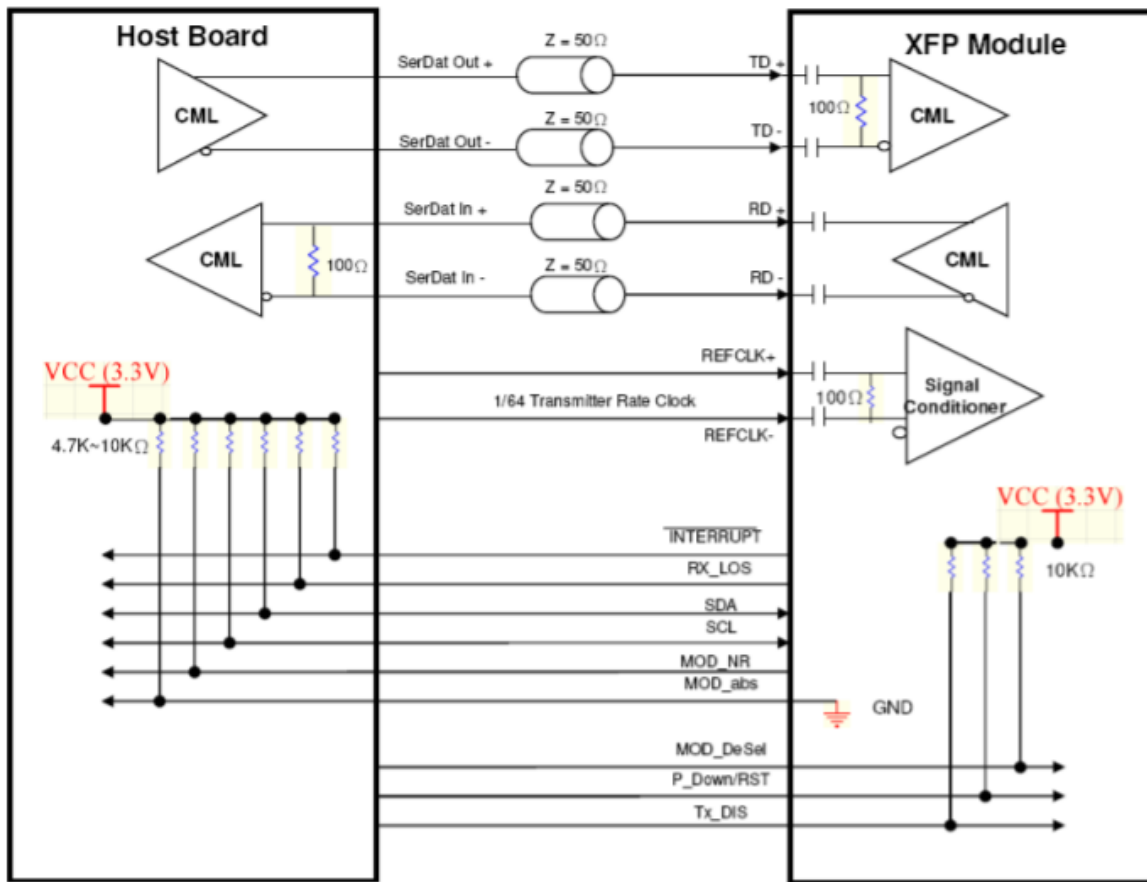 Host Board
XFP Module
Z = 50Ω
SerDat Out +
TD +
CML
100Ω
CML
Z = 50Ω
SerDat Out -
TD -
Z = 50Ω
SerDat In +
RD +
CML
100Ω
CML
Z = 50Ω
SerDat In -
RD -
REFCLK+
VCC (3.3V)
1/64 Transmitter Rate Clock
100Ω
Signal
Conditioner
REFCLK-
4.7K~10KΩ
VCC (3.3V)
INTERRUPT
10KΩ
RX_LOS
SDA
SCL
MOD_NR
MOD_abs
GND
MOD_DeSel
P_Down/RST
Tx_DIS